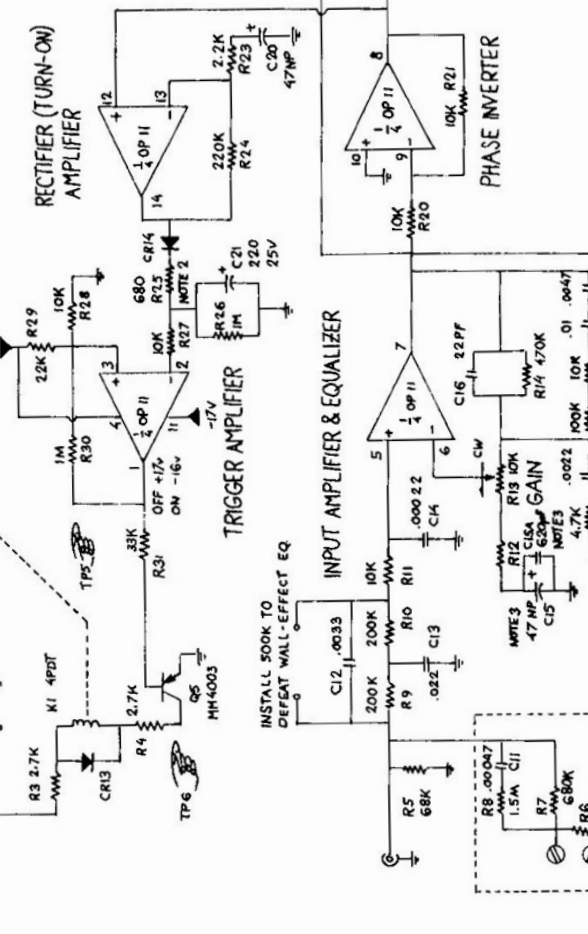 RECTIFIER (TURN-ON)
AMPLIFIER
12
+
13
-
1/4 OP 11
14
2.2K
R23
+
C20
47NP
220K
R24
8
1/4 OP 11
10
+
9
-
R21
10K
PHASE INVERTER
10K
R20
CR14
680
R25
NOTE 2
+
C21
220
25V
R26
1M
10K
R27
R29
22K
10K
R28
3
+
2
-
4
1/4 OP 11
11
-17V
1
1M
R30
OFF +17V
ON -16V
TRIGGER AMPLIFIER
TP5
33K
R31
K1 4PDT
R3 2.7K
CR13
2.7K
R4
Q5
MM4003
TP6
INPUT AMPLIFIER & EQUALIZER
7
1/4 OP 11
5
+
6
-
.00022
C14
10K
R11
INSTALL 500K TO
DEFEAT WALL-EFFECT EQ.
C12 .0033
200K
R10
C13
.022
200K
R9
R5
68K
C16 22PF
R14 470K
CW
R13 10K
GAIN
R12
C15A
NOTE3
NOTE3
47 NP
+
C15
.0047
.01
10K
100K
.0022
4.7K
R8 .00047
1.5M C11
R7
680K
R6